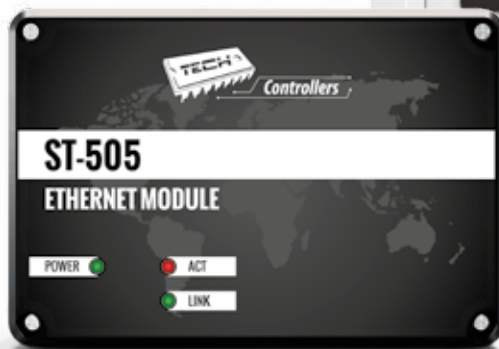 TECH
Controllers
ST-505
ETHERNET MODULE
POWER
ACT
LINK